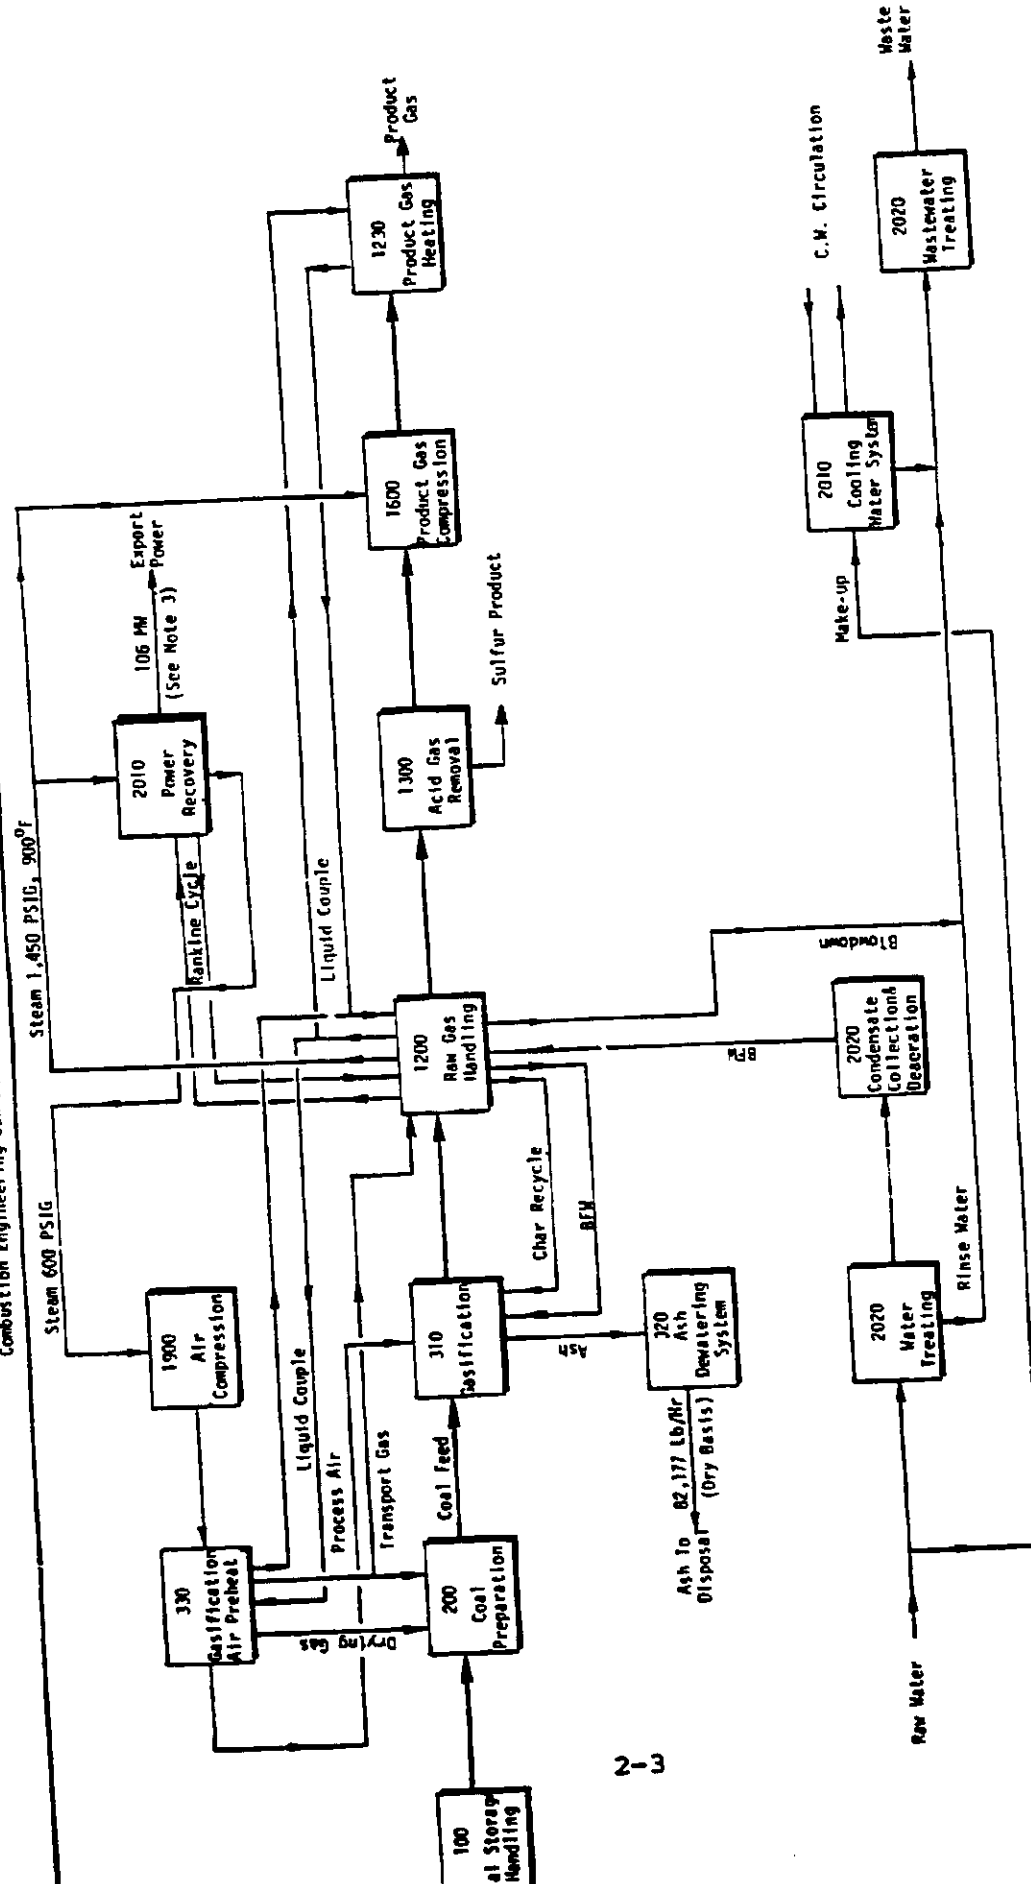 Combustion Engineering
Steam 600 PSIG
Steam 1,450 PSIG, 900°F
1900
Air
Compression
Rankine Cycle
2010
Power
Recovery
106 MW
(See Note 3)
Export
Power
330
Gasification
Air Preheat
Liquid Couple
Liquid Couple
Process Air
Transport Gas
Drying Gas
100
al Storag
Handling
200
Coal
Preparation
Coal Feed
310
Gasification
Char Recycle
BFW
1200
Raw Gas
Handling
1300
Acid Gas
Removal
Sulfur Product
1600
Product Gas
Compression
1230
Product Gas
Heating
Product
Gas
Ash
320
Ash
Dewatering
System
82,177 Lb/Hr
(Dry Basis)
Ash To
Disposal
BFW
Blowdown
Raw Water
2020
Water
Treating
Rinse Water
2020
Condensate
Collection&
Deaeration
Make-up
2010
Cooling
Water System
C.W. Circulation
2020
Wastewater
Treating
Waste
Water
2-3